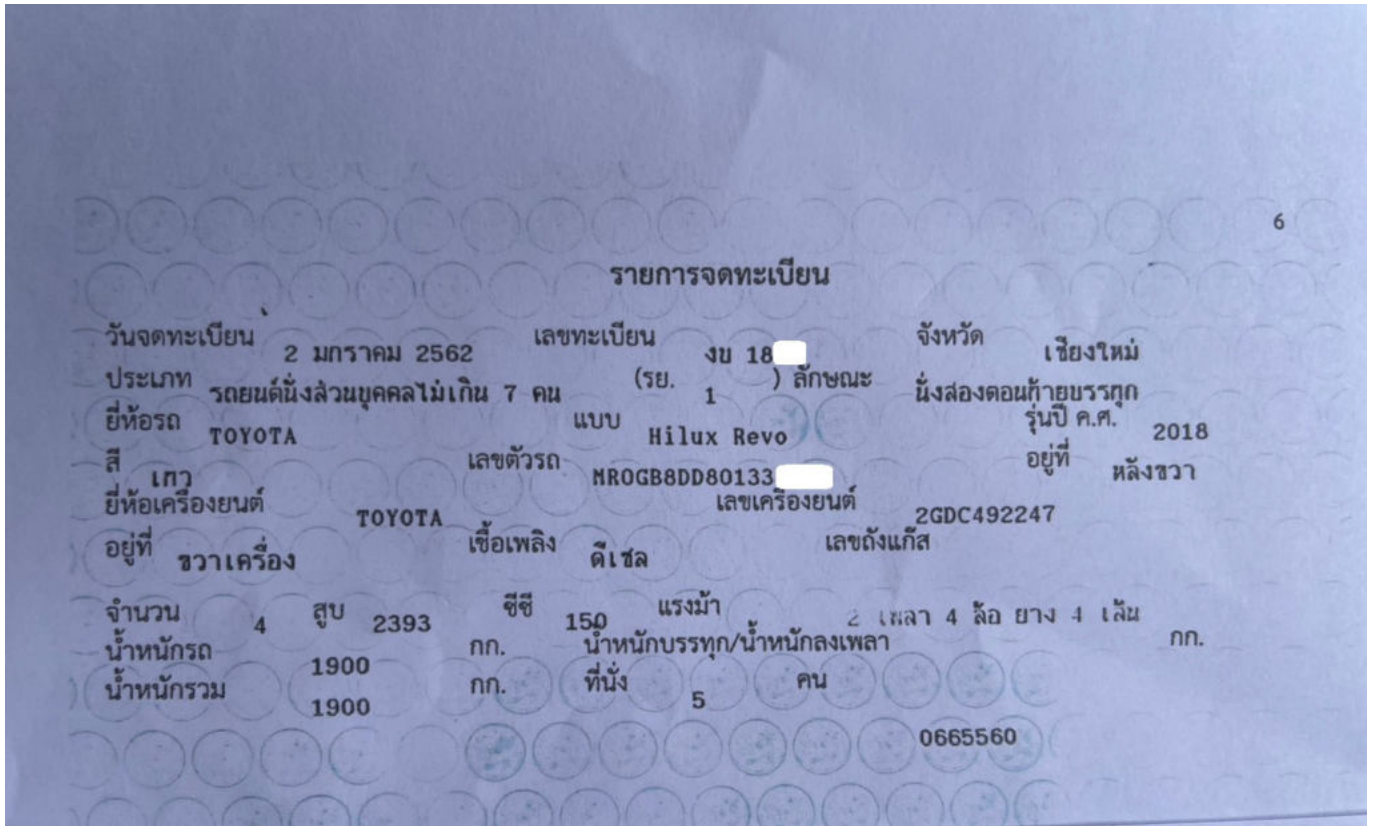 6
รายการจดทะเบียน
วันจดทะเบียน 2 มกราคม 2562 เลขทะเบียน งบ 18 จังหวัด เชียงใหม่
ประเภท รถยนต์นั่งส่วนบุคคลไม่เกิน 7 คน (รย. 1 ) ลักษณะ นั่งสองตอนท้ายบรรทุก
ยี่ห้อรถ TOYOTA แบบ Hilux Revo รุ่นปี ค.ศ. 2018
สี เทา เลขตัวรถ MR0GB8DD80133 อยู่ที่ หลังขวา
ยี่ห้อเครื่องยนต์ TOYOTA เลขเครื่องยนต์ 2GDC492247
อยู่ที่ ขวาเครื่อง เชื้อเพลิง ดีเซล เลขถังแก๊ส
จำนวน 4 สูบ 2393 ซีซี 150 แรงม้า 2 เพลา 4 ล้อ ยาง 4 เส้น
น้ำหนักรถ 1900 กก. น้ำหนักบรรทุก/น้ำหนักลงเพลา กก.
น้ำหนักรวม 1900 กก. ที่นั่ง 5 คน
0665560